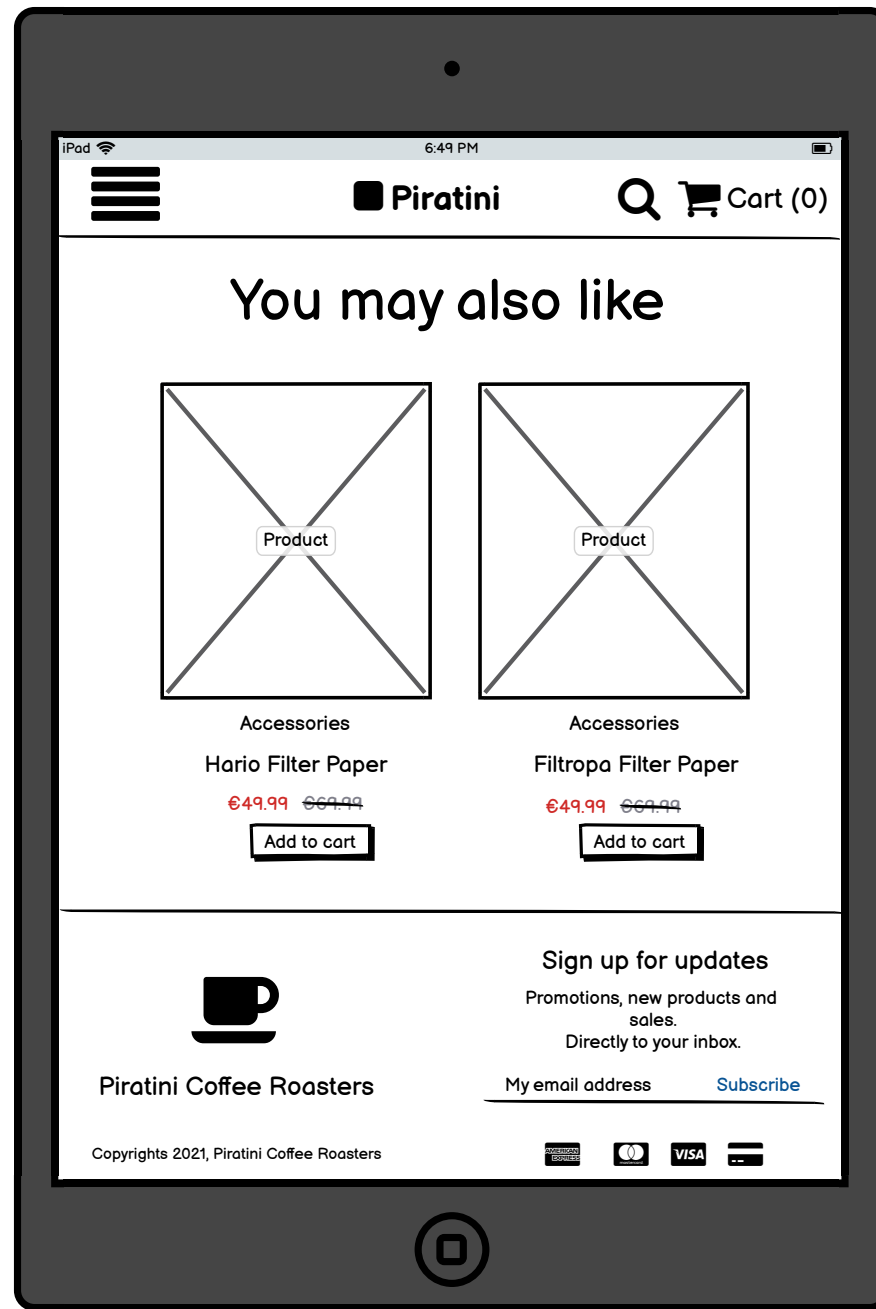 iPad 6:49 PM
Piratini Cart (0)
You may also like
Product Product
Accessories Accessories
Hario Filter Paper Filtropa Filter Paper
€49.99 €69.99 €49.99 €69.99
Add to cart Add to cart
Sign up for updates
Promotions, new products and
sales.
Directly to your inbox.
Piratini Coffee Roasters
My email address Subscribe
Copyrights 2021, Piratini Coffee Roasters
AMERICAN
EXPRESS
mastercard
VISA